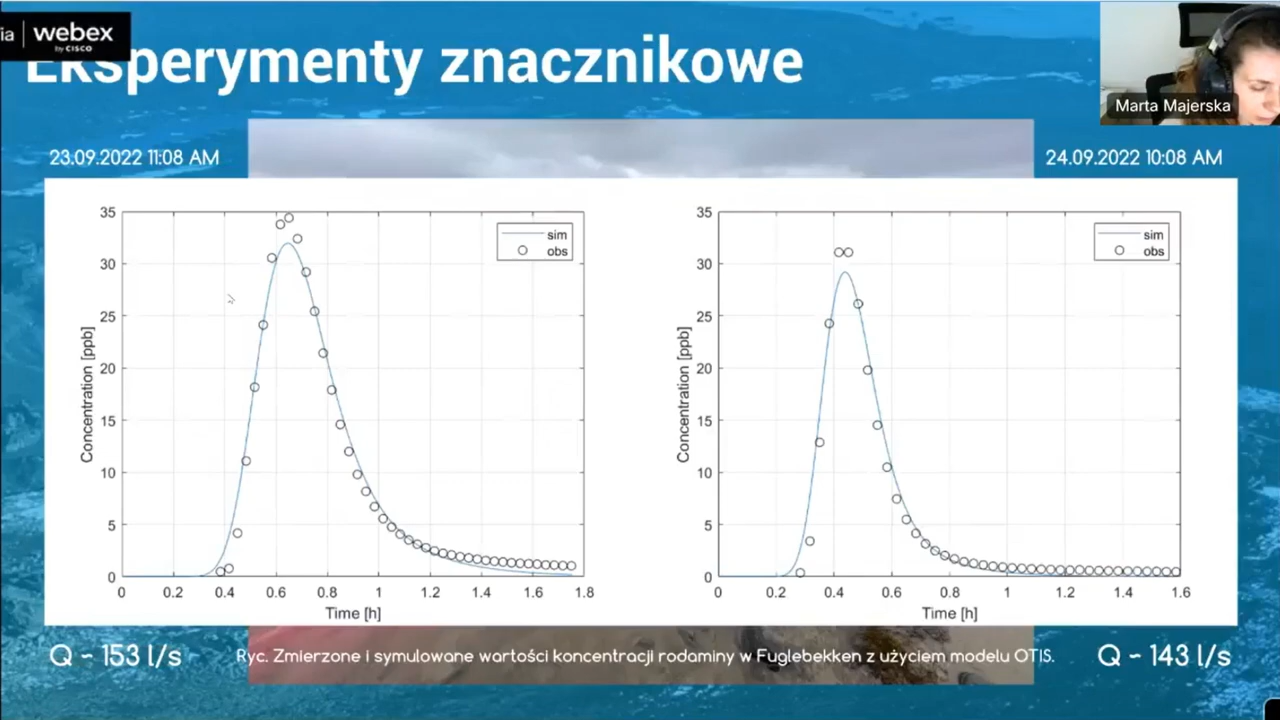 ia webex
by CISCO
Eksperymenty znacznikowe
Marta Majerska
23.09.2022 11:08 AM
24.09.2022 10:08 AM
35
30
25
20
15
10
5
0
Concentration [ppb]
sim
obs
0 0.2 0.4 0.6 0.8 1 1.2 1.4 1.6 1.8
Time [h]
35
30
25
20
15
10
5
0
Concentration [ppb]
sim
obs
0 0.2 0.4 0.6 0.8 1 1.2 1.4 1.6
Time [h]
Q ~ 153 l/s
Ryc. Zmierzone i symulowane wartości koncentracji rodaminy w Fuglebekken z użyciem modelu OTIS.
Q ~ 143 l/s